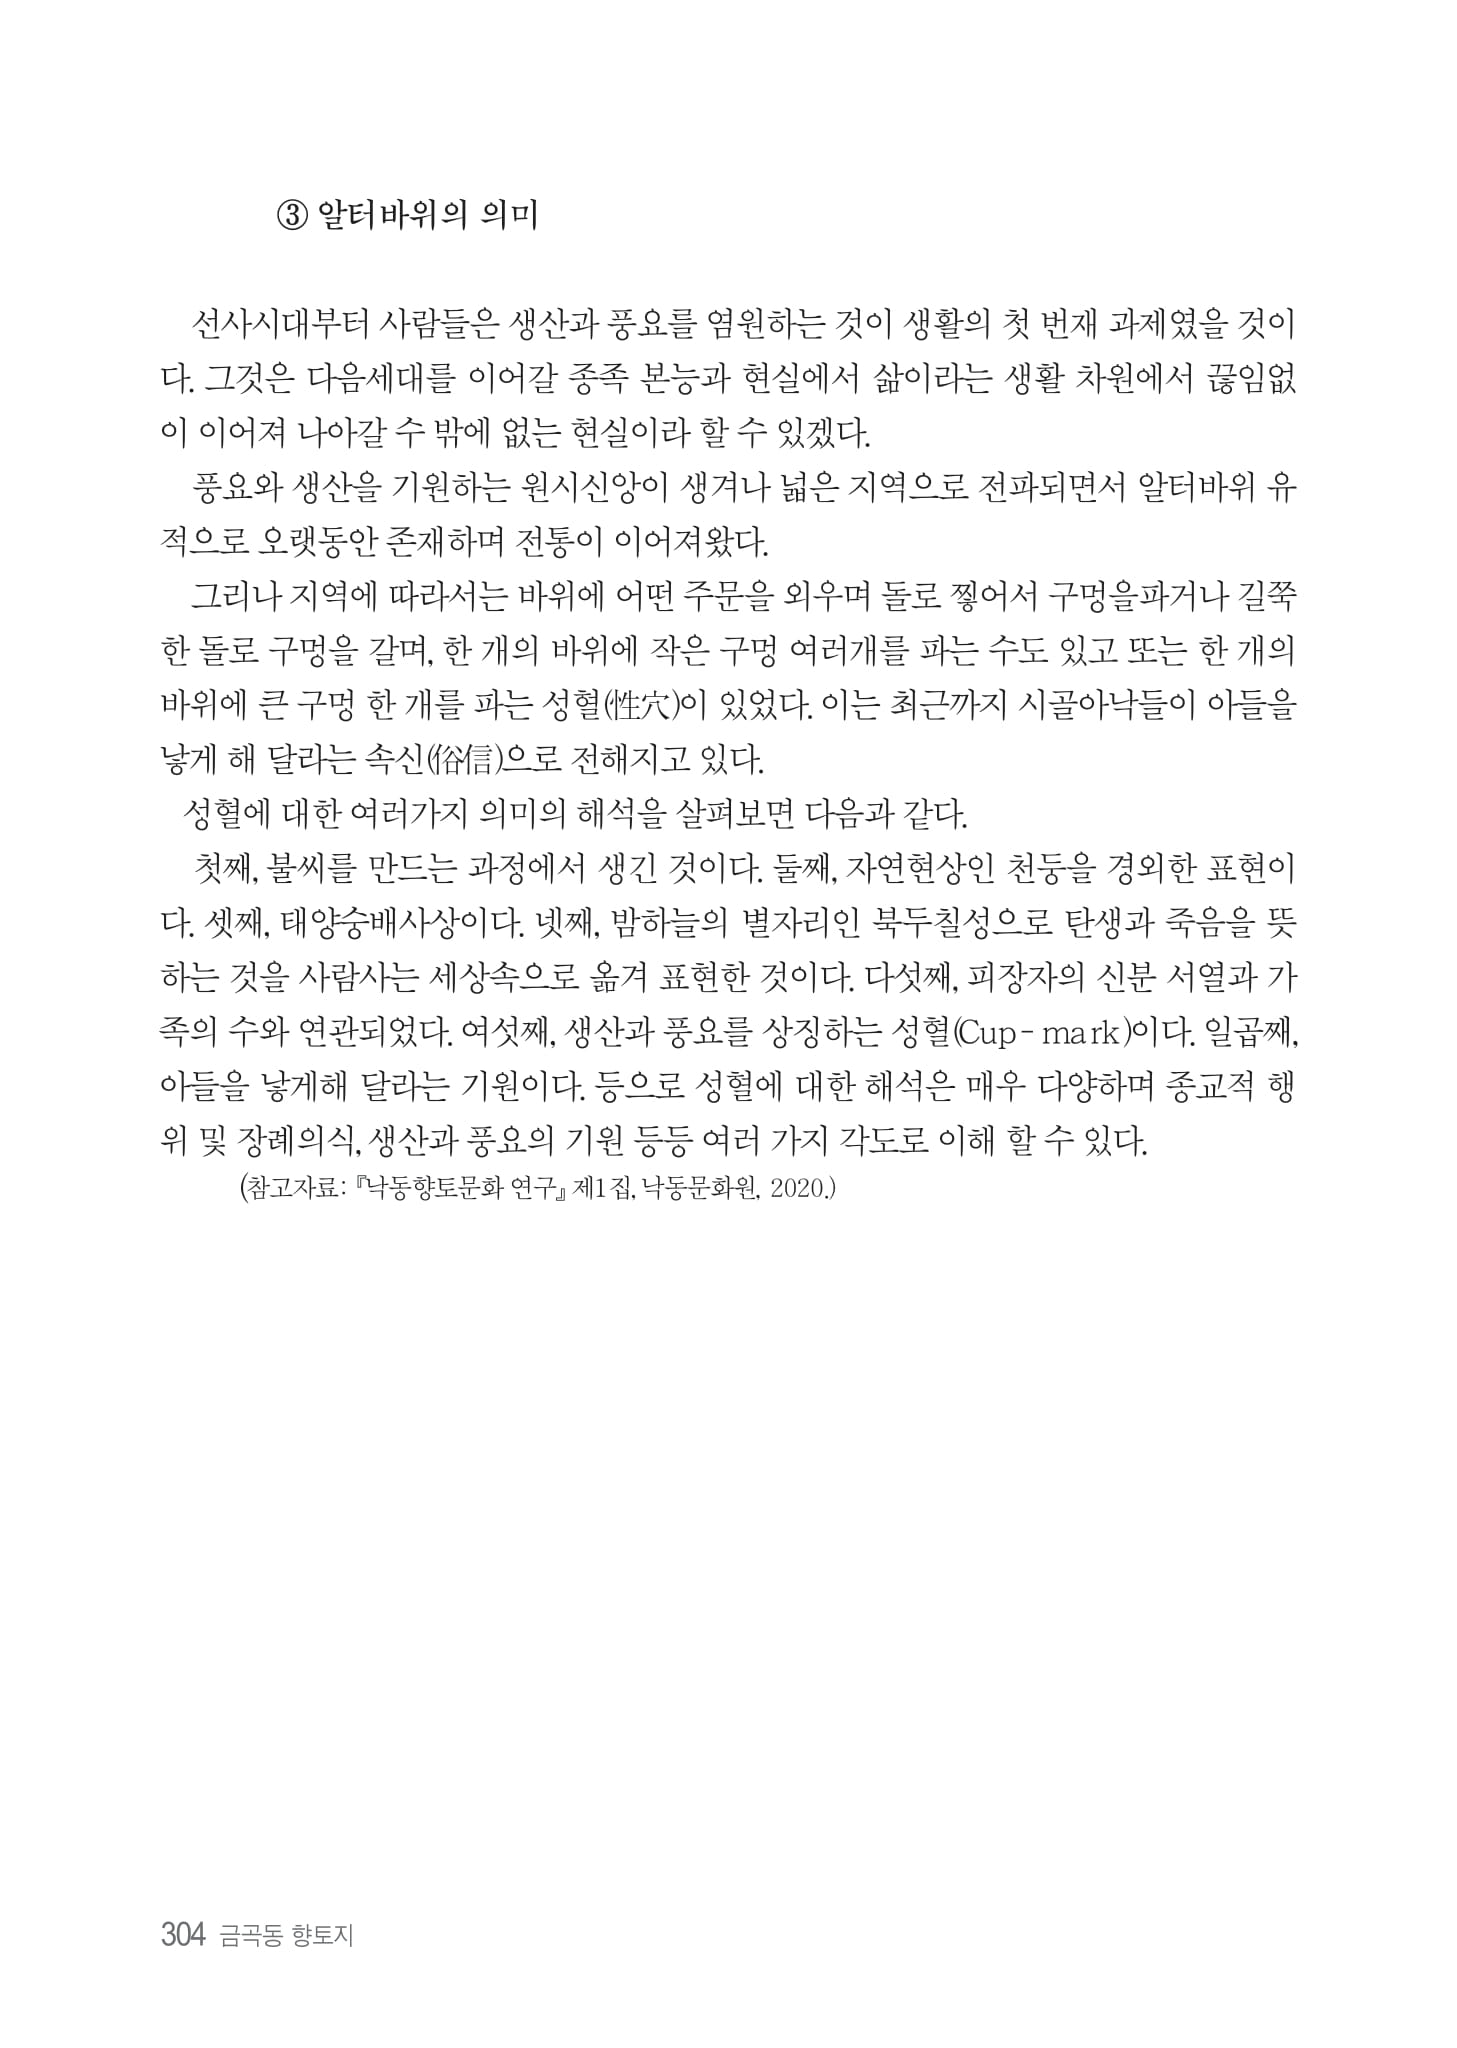 ③ 알터바위의 의미
선사시대부터 사람들은 생산과 풍요를 염원하는 것이 생활의 첫 번재 과제였을 것이
다. 그것은 다음세대를 이어갈 종족 본능과 현실에서 삶이라는 생활 차원에서 끊임없
이 이어져 나아갈 수 밖에 없는 현실이라 할 수 있겠다.
풍요와 생산을 기원하는 원시신앙이 생겨나 넓은 지역으로 전파되면서 알터바위 유
적으로 오랫동안 존재하며 전통이 이어져왔다.
그리나 지역에 따라서는 바위에 어떤 주문을 외우며 돌로 찧어서 구멍을파거나 길쭉
한 돌로 구멍을 갈며, 한 개의 바위에 작은 구멍 여러개를 파는 수도 있고 또는 한 개의
바위에 큰 구멍 한 개를 파는 성혈(性穴)이 있었다. 이는 최근까지 시골아낙들이 아들을
낳게 해 달라는 속신(俗信)으로 전해지고 있다.
성혈에 대한 여러가지 의미의 해석을 살펴보면 다음과 같다.
첫째, 불씨를 만드는 과정에서 생긴 것이다. 둘째, 자연현상인 천둥을 경외한 표현이
다. 셋째, 태양숭배사상이다. 넷째, 밤하늘의 별자리인 북두칠성으로 탄생과 죽음을 뜻
하는 것을 사람사는 세상속으로 옮겨 표현한 것이다. 다섯째, 피장자의 신분 서열과 가
족의 수와 연관되었다. 여섯째, 생산과 풍요를 상징하는 성혈(Cup- mark)이다. 일곱째,
아들을 낳게해 달라는 기원이다. 등으로 성혈에 대한 해석은 매우 다양하며 종교적 행
위 및 장례의식, 생산과 풍요의 기원 등등 여러 가지 각도로 이해 할 수 있다.
(참고자료: 『낙동향토문화 연구』 제1집, 낙동문화원, 2020.)
304 금곡동 향토지